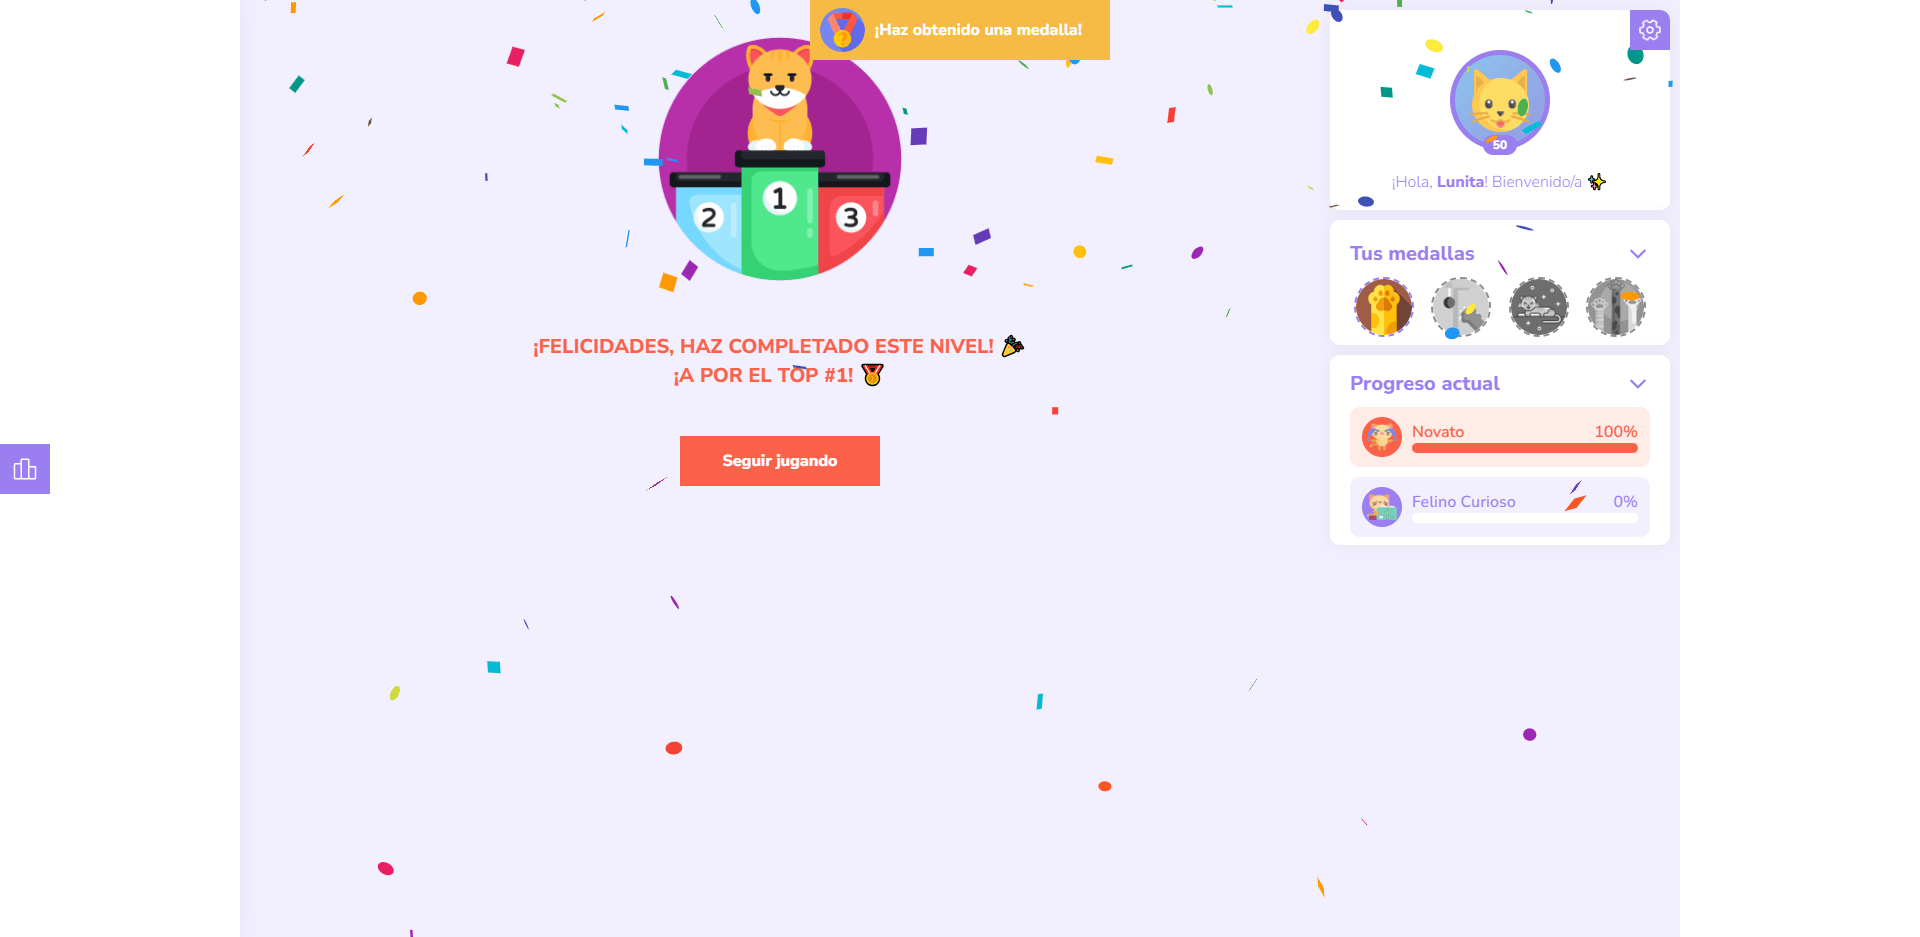 ¡Haz obtenido una medalla!
2
1
3
¡FELICIDADES, HAZ COMPLETADO ESTE NIVEL! 🎉
¡A POR EL TOP #1! 🏅
Seguir jugando
50
¡Hola, Lunita! Bienvenido/a ✨
Tus medallas
Progreso actual
Novato 100%
Felino Curioso 0%